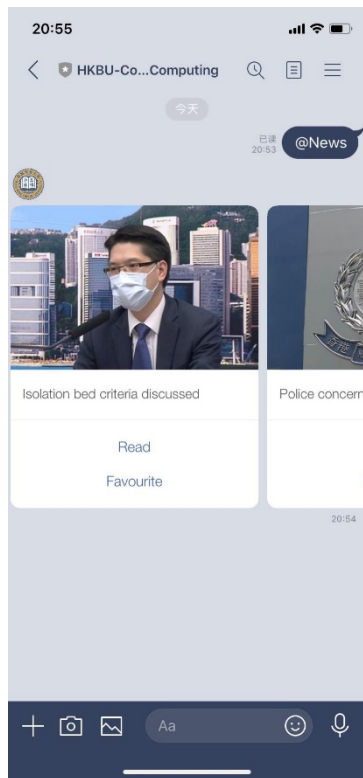 20:55
HKBU-Co...Computing
今天
已读
20:53
@News
Isolation bed criteria discussed
Police concern
Read
Favourite
20:54
Aa